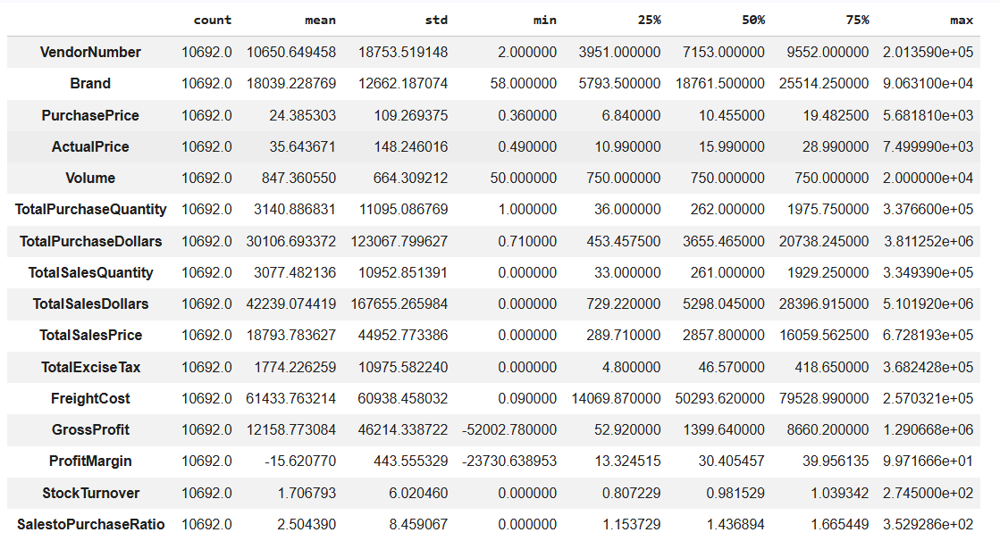 count mean std min 25% 50% 75% max
VendorNumber 10692.0 10650.649458 18753.519148 2.000000 3951.000000 7153.000000 9552.000000 2.013590e+05
Brand 10692.0 18039.228769 12662.187074 58.000000 5793.500000 18761.500000 25514.250000 9.063100e+04
PurchasePrice 10692.0 24.385303 109.269375 0.360000 6.840000 10.455000 19.482500 5.681810e+03
ActualPrice 10692.0 35.643671 148.246016 0.490000 10.990000 15.990000 28.990000 7.499990e+03
Volume 10692.0 847.360550 664.309212 50.000000 750.000000 750.000000 750.000000 2.000000e+04
TotalPurchaseQuantity 10692.0 3140.886831 11095.086769 1.000000 36.000000 262.000000 1975.750000 3.376600e+05
TotalPurchaseDollars 10692.0 30106.693372 123067.799627 0.710000 453.457500 3655.465000 20738.245000 3.811252e+06
TotalSalesQuantity 10692.0 3077.482136 10952.851391 0.000000 33.000000 261.000000 1929.250000 3.349390e+05
TotalSalesDollars 10692.0 42239.074419 167655.265984 0.000000 729.220000 5298.045000 28396.915000 5.101920e+06
TotalSalesPrice 10692.0 18793.783627 44952.773386 0.000000 289.710000 2857.800000 16059.562500 6.728193e+05
TotalExciseTax 10692.0 1774.226259 10975.582240 0.000000 4.800000 46.570000 418.650000 3.682428e+05
FreightCost 10692.0 61433.763214 60938.458032 0.090000 14069.870000 50293.620000 79528.990000 2.570321e+05
GrossProfit 10692.0 12158.773084 46214.338722 -52002.780000 52.920000 1399.640000 8660.200000 1.290668e+06
ProfitMargin 10692.0 -15.620770 443.555329 -23730.638953 13.324515 30.405457 39.956135 9.971666e+01
StockTurnover 10692.0 1.706793 6.020460 0.000000 0.807229 0.981529 1.039342 2.745000e+02
SalestoPurchaseRatio 10692.0 2.504390 8.459067 0.000000 1.153729 1.436894 1.665449 3.529286e+02